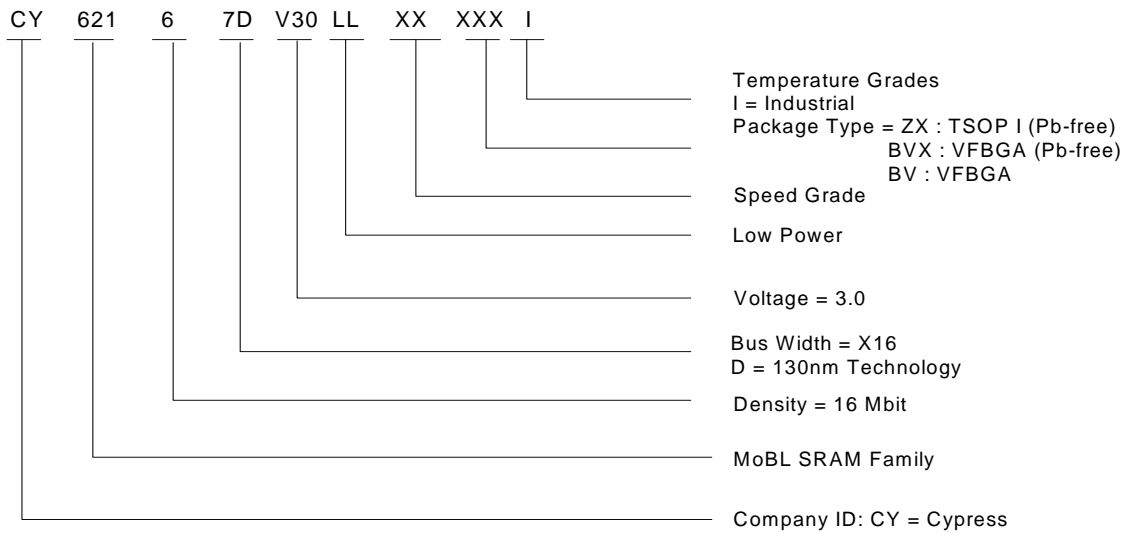 CY 621 6 7D V30 LL XX XXX I
Temperature Grades
I = Industrial
Package Type = ZX : TSOP I (Pb-free)
BVX : VFBGA (Pb-free)
BV : VFBGA
Speed Grade
Low Power
Voltage = 3.0
Bus Width = X16
D = 130nm Technology
Density = 16 Mbit
MoBL SRAM Family
Company ID: CY = Cypress